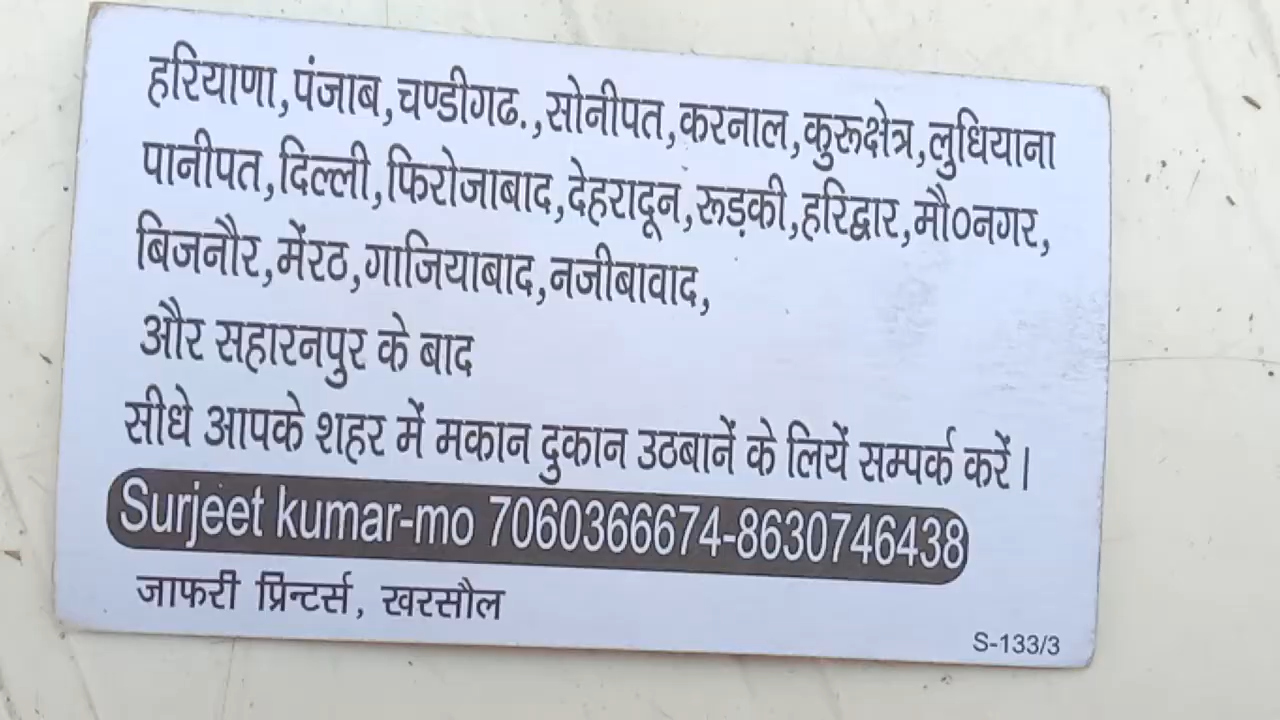 हरियाणा,पंजाब,चण्डीगढ.,सोनीपत,करनाल,कुरूक्षेत्र,लुधियाना
पानीपत,दिल्ली,फिरोजाबाद,देहरादून,रूड़की,हरिद्वार,मौ०नगर,
बिजनौर,मेंरठ,गाजियाबाद,नजीबावाद,
और सहारनपुर के बाद
सीधे आपके शहर में मकान दुकान उठबानें के लियें सम्पर्क करें।
Surjeet kumar-mo 7060366674-8630746438
जाफरी प्रिन्टर्स, खरसौल
S-133/3